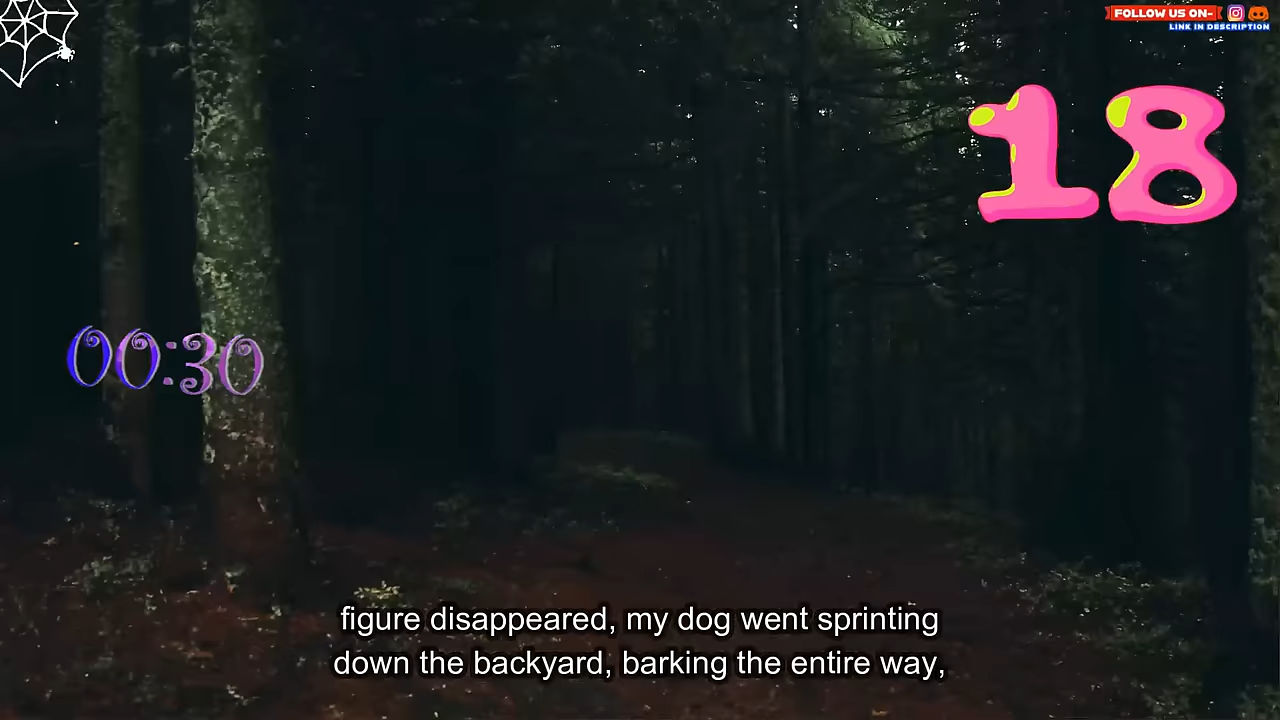 FOLLOW US ON-
LINK IN DESCRIPTION
18
00:30
figure disappeared, my dog went sprinting
down the backyard, barking the entire way,